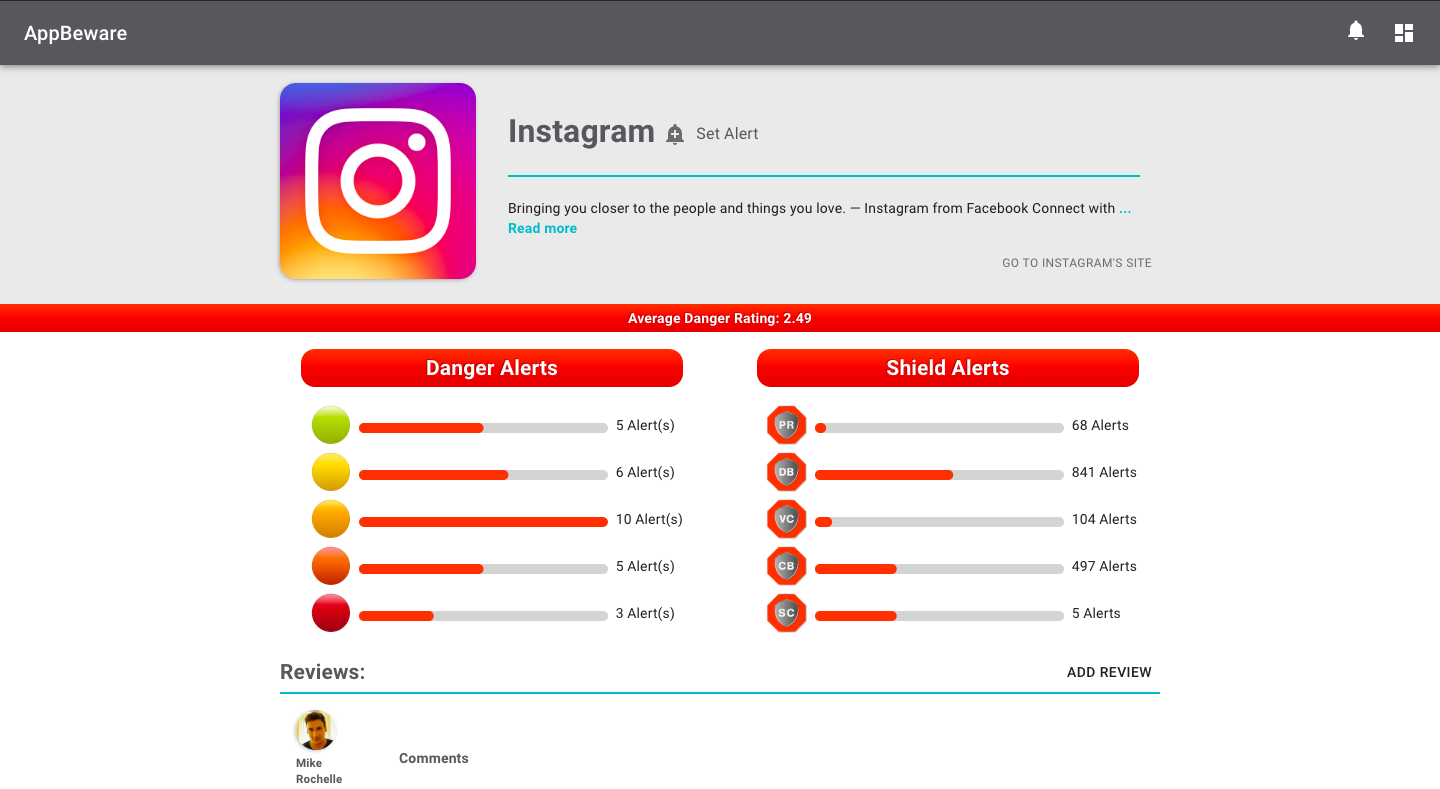 AppBeware
Instagram Set Alert
Bringing you closer to the people and things you love. — Instagram from Facebook Connect with ...
Read more
GO TO INSTAGRAM'S SITE
Average Danger Rating: 2.49
Danger Alerts
5 Alert(s)
6 Alert(s)
10 Alert(s)
5 Alert(s)
3 Alert(s)
Shield Alerts
PR 68 Alerts
DB 841 Alerts
VC 104 Alerts
CB 497 Alerts
SC 5 Alerts
Reviews:
ADD REVIEW
Mike
Rochelle
Comments